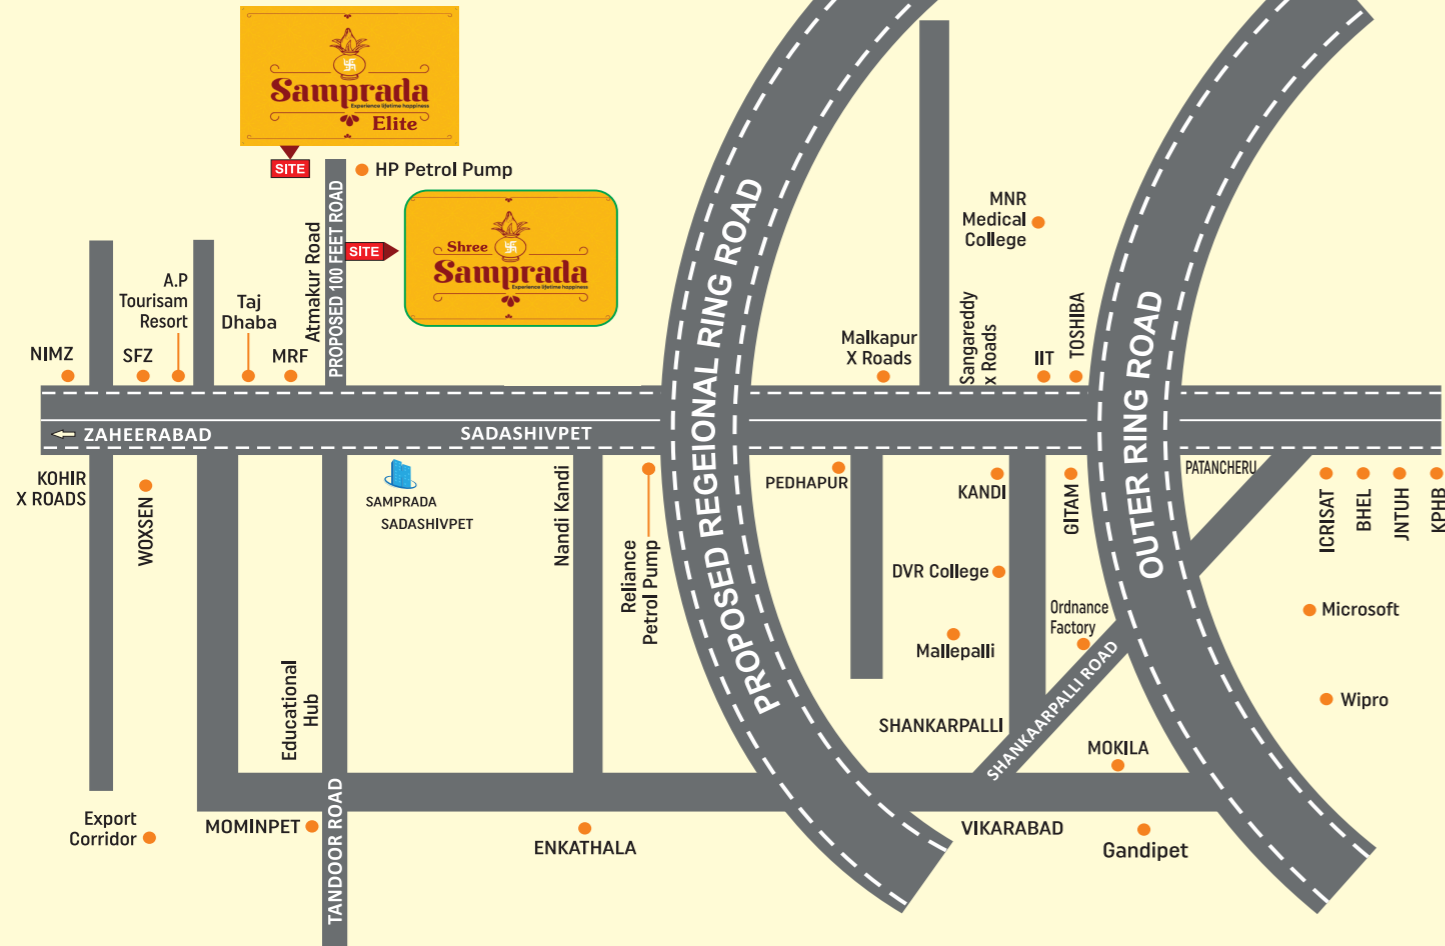 Samprada
Experience lifetime happiness
Elite
SITE
HP Petrol Pump
Atmakur Road
PROPOSED 100 FEET ROAD
SITE
Shree
Samprada
Experience lifetime happiness
NIMZ
SFZ
A.P
Tourisam
Resort
Taj
Dhaba
MRF
PROPOSED REGEIONAL RING ROAD
MNR
Medical
College
Malkapur
X Roads
Sangareddy
x Roads
IIT
TOSHIBA
OUTER RING ROAD
ZAHEERABAD
SADASHIVPET
KOHIR
X ROADS
WOXSEN
SAMPRADA
SADASHIVPET
Nandi Kandi
Reliance
Petrol Pump
PEDHAPUR
KANDI
GITAM
PATANCHERU
ICRISAT
BHEL
JNTUH
KPHB
DVR College
Mallepalli
Ordnance
Factory
Microsoft
Wipro
Educational
Hub
SHANKARPALLI
SHANKAARPALLI ROAD
MOKILA
Export
Corridor
MOMINPET
TANDOOR ROAD
ENKATHALA
VIKARABAD
Gandipet